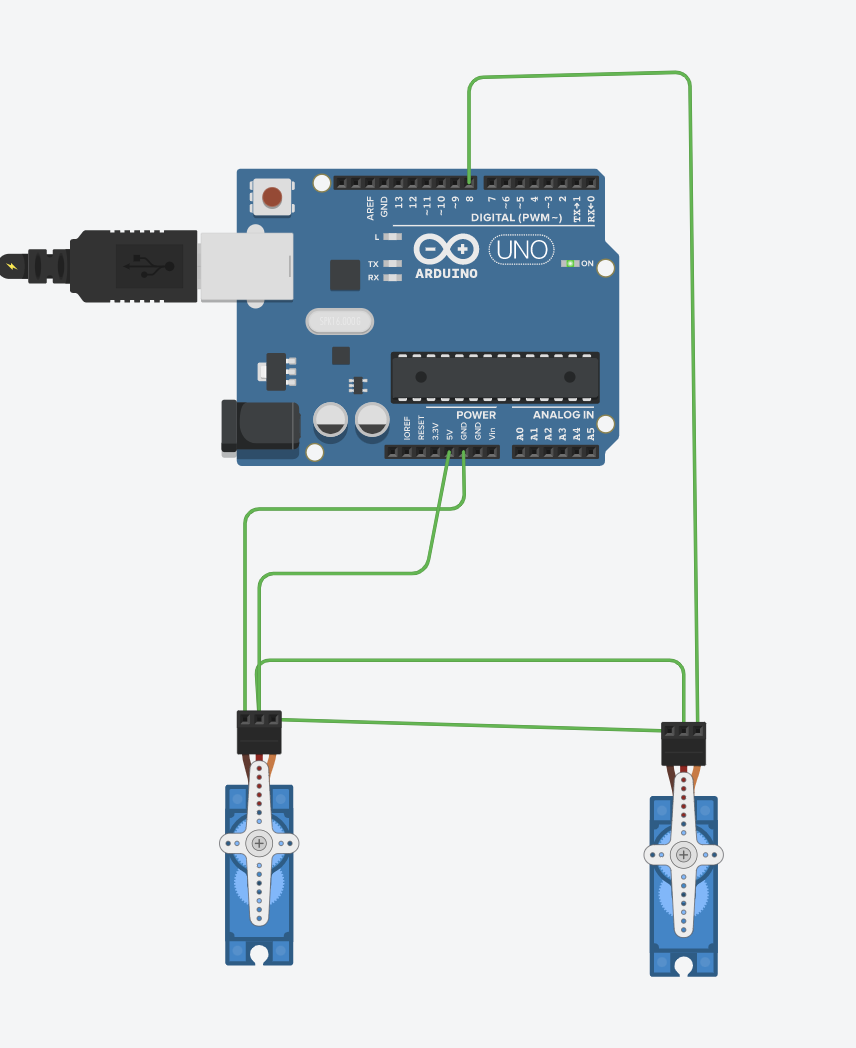 AREF
GND
13
12
~11
~10
~9
8
7
~6
~5
4
~3
2
TX→1
RX←0
DIGITAL (PWM~)
L
TX
RX
UNO
ARDUINO
ON
POWER
ANALOG IN
IOREF
RESET
3.3V
5V
GND
GND
Vin
A0
A1
A2
A3
A4
A5